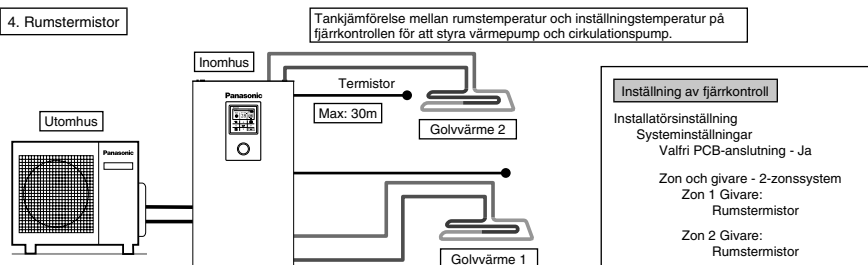 4. Rumstermistor
Tankjämförelse mellan rumstemperatur och inställningstemperatur på
fjärrkontrollen för att styra värmepump och cirkulationspump.
Inomhus
Utomhus
Panasonic
Panasonic
Termistor
Max: 30m
Golvvärme 2
Golvvärme 1
Inställning av fjärrkontroll
Installatörsinställning
Systeminställningar
Valfri PCB-anslutning - Ja
Zon och givare - 2-zonssystem
Zon 1 Givare:
Rumstermistor
Zon 2 Givare:
Rumstermistor